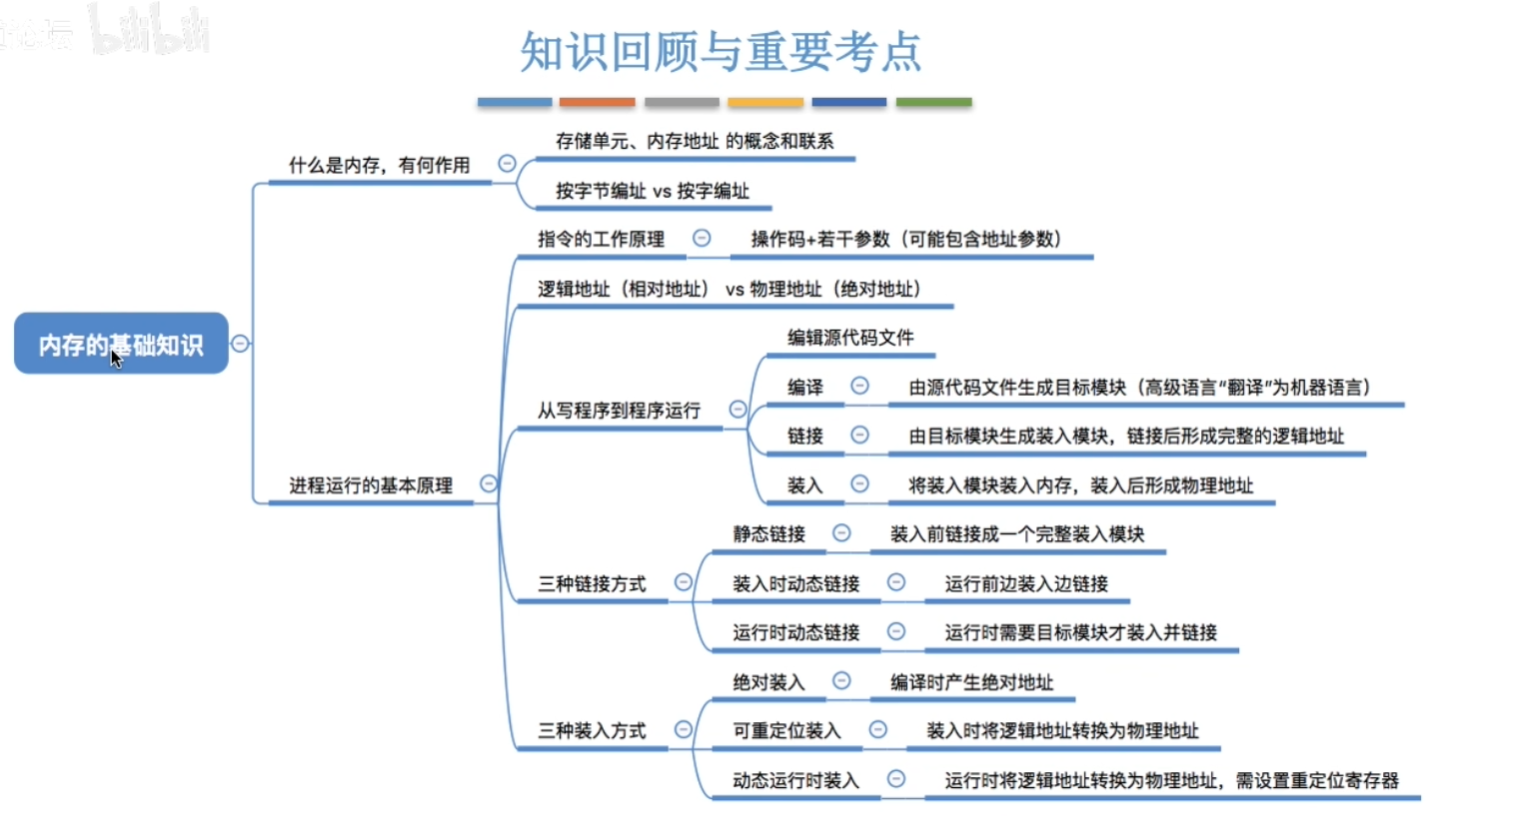 bilibili
知识回顾与重要考点
内存的基础知识
什么是内存，有何作用
存储单元、内存地址 的概念和联系
按字节编址 vs 按字编址
进程运行的基本原理
指令的工作原理
操作码+若干参数（可能包含地址参数）
逻辑地址（相对地址） vs 物理地址（绝对地址）
从写程序到程序运行
编辑源代码文件
编译
由源代码文件生成目标模块（高级语言“翻译”为机器语言）
链接
由目标模块生成装入模块，链接后形成完整的逻辑地址
装入
将装入模块装入内存，装入后形成物理地址
三种链接方式
静态链接
装入前链接成一个完整装入模块
装入时动态链接
运行前边装入边链接
运行时动态链接
运行时需要目标模块才装入并链接
三种装入方式
绝对装入
编译时产生绝对地址
可重定位装入
装入时将逻辑地址转换为物理地址
动态运行时装入
运行时将逻辑地址转换为物理地址，需设置重定位寄存器